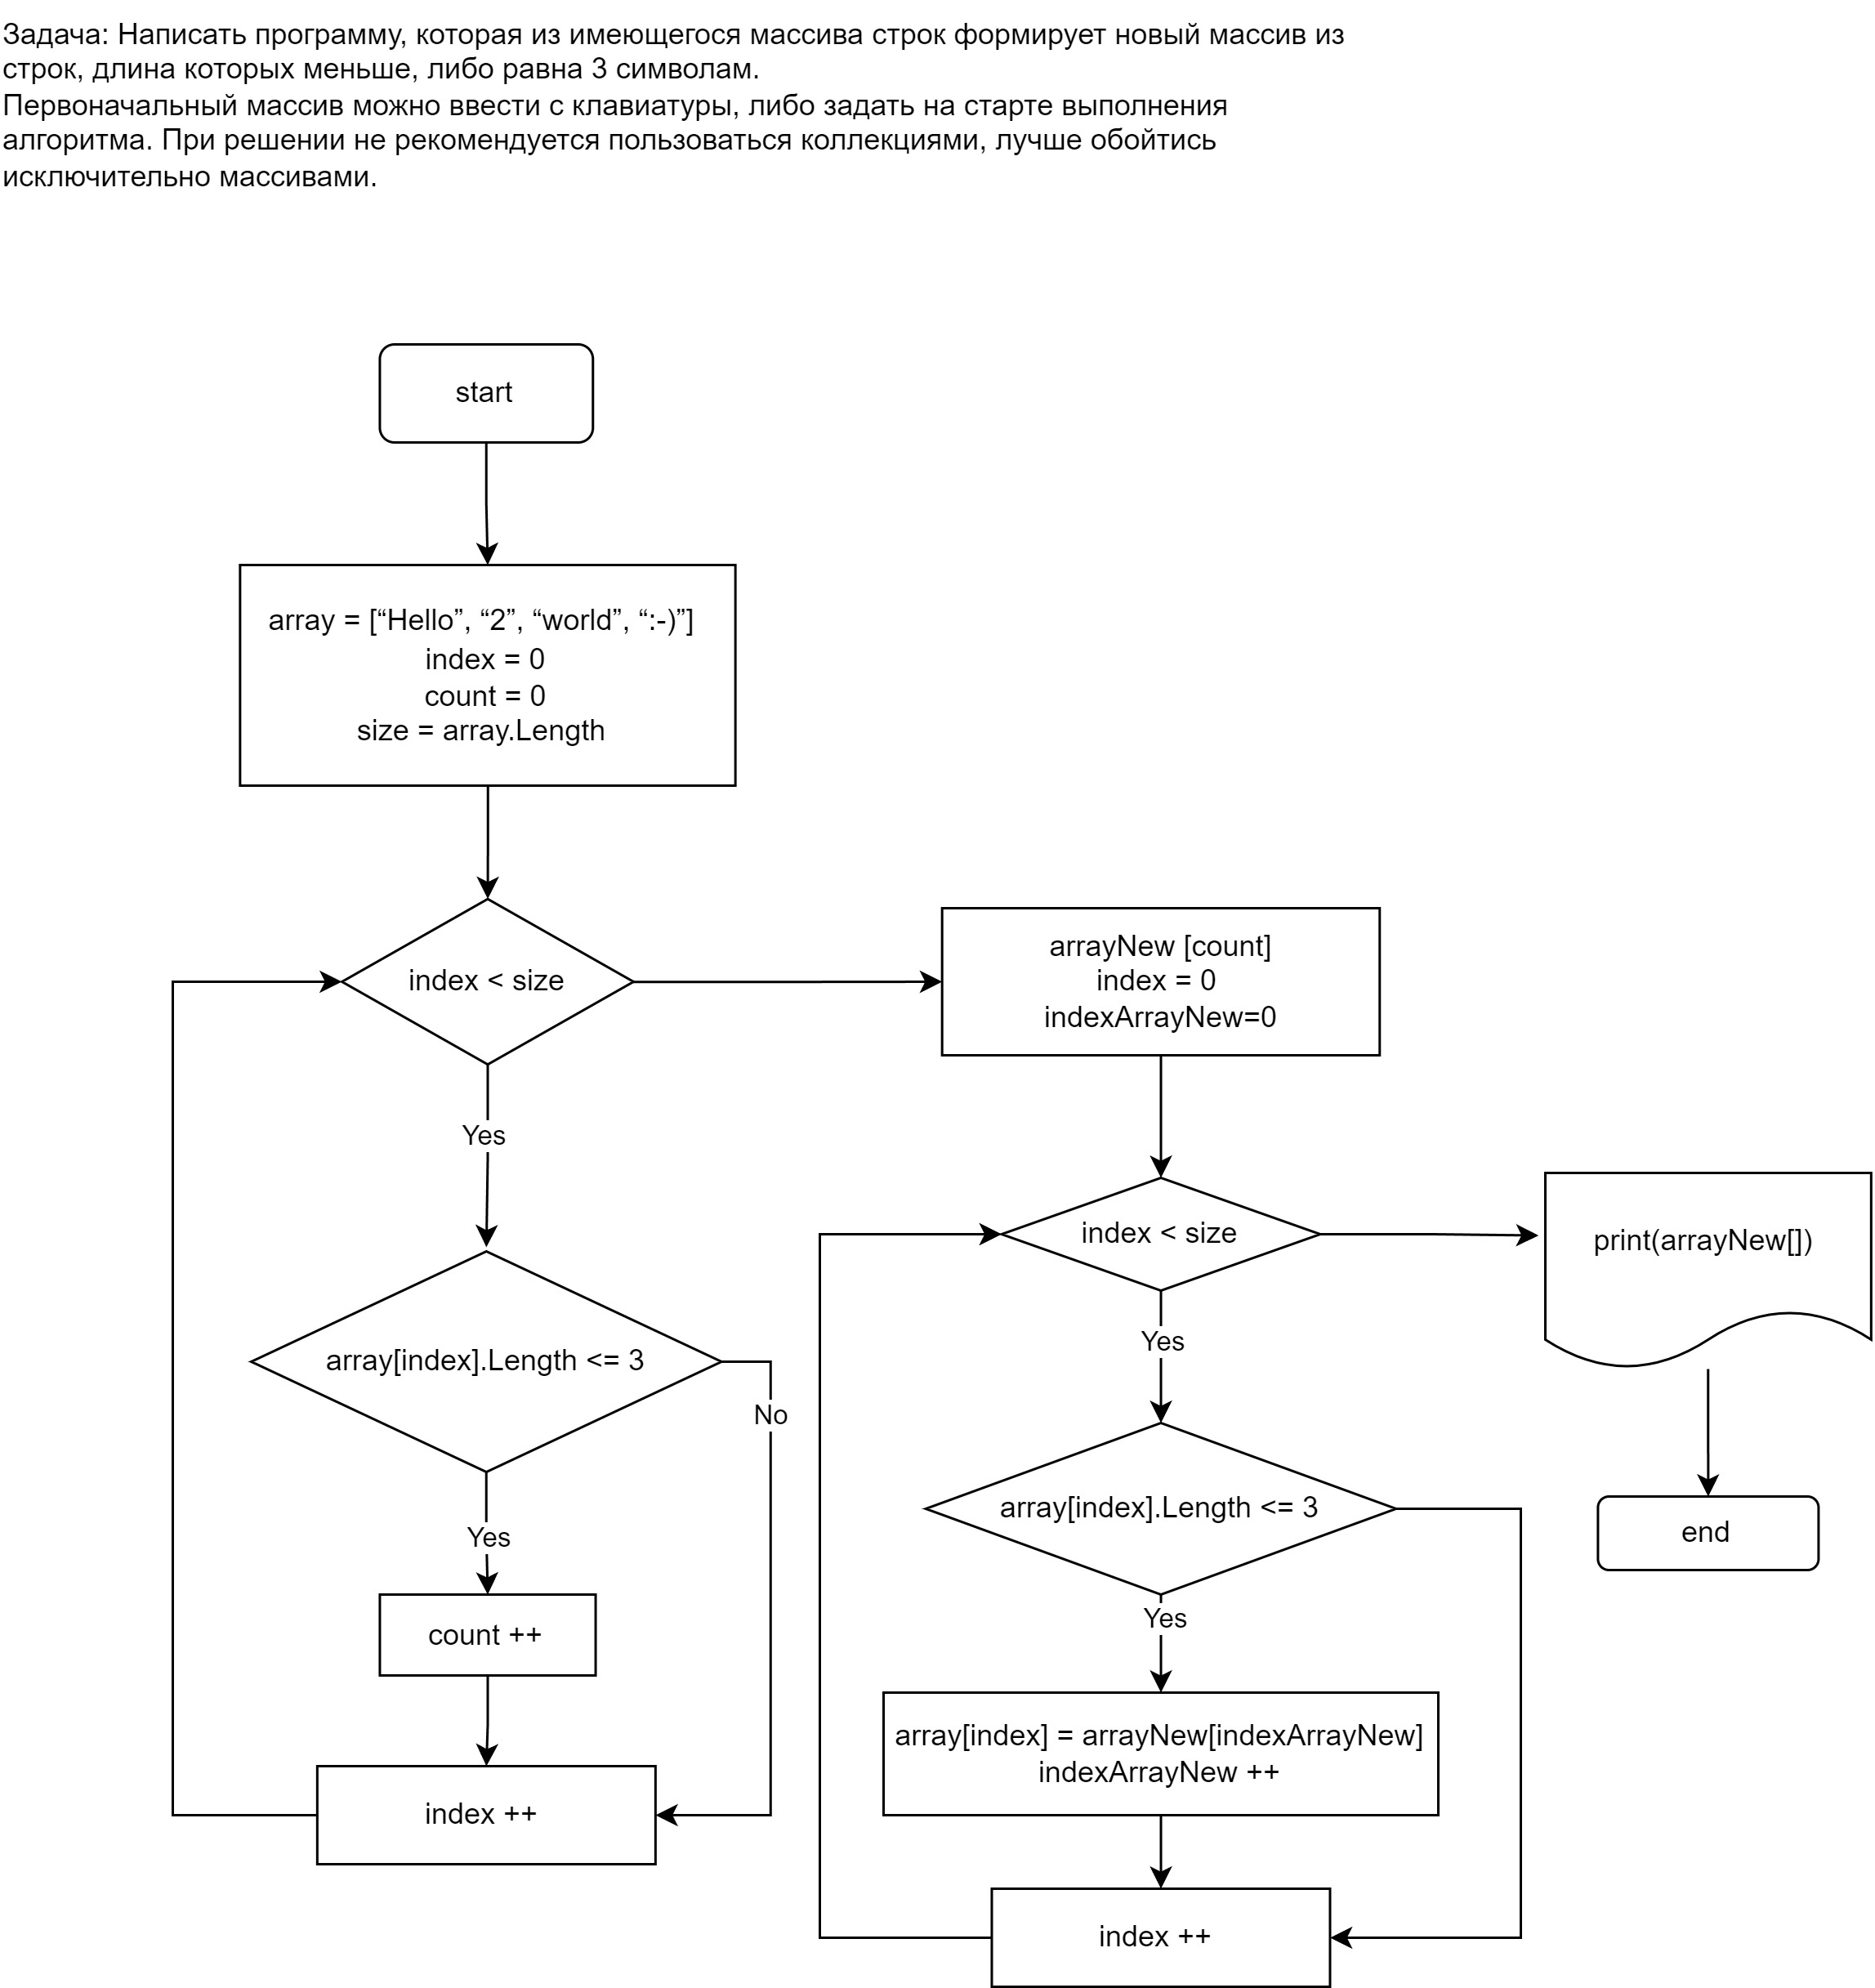 Задача: Написать программу, которая из имеющегося массива строк формирует новый массив из
строк, длина которых меньше, либо равна 3 символам.
Первоначальный массив можно ввести с клавиатуры, либо задать на старте выполнения
алгоритма. При решении не рекомендуется пользоваться коллекциями, лучше обойтись
исключительно массивами.
start
array = [“Hello”, “2”, “world”, “:-)”]
index = 0
count = 0
size = array.Length
index < size
Yes
array[index].Length <= 3
No
Yes
count ++
index ++
arrayNew [count]
index = 0
indexArrayNew=0
index < size
Yes
array[index].Length <= 3
Yes
array[index] = arrayNew[indexArrayNew]
indexArrayNew ++
index ++
print(arrayNew[])
end